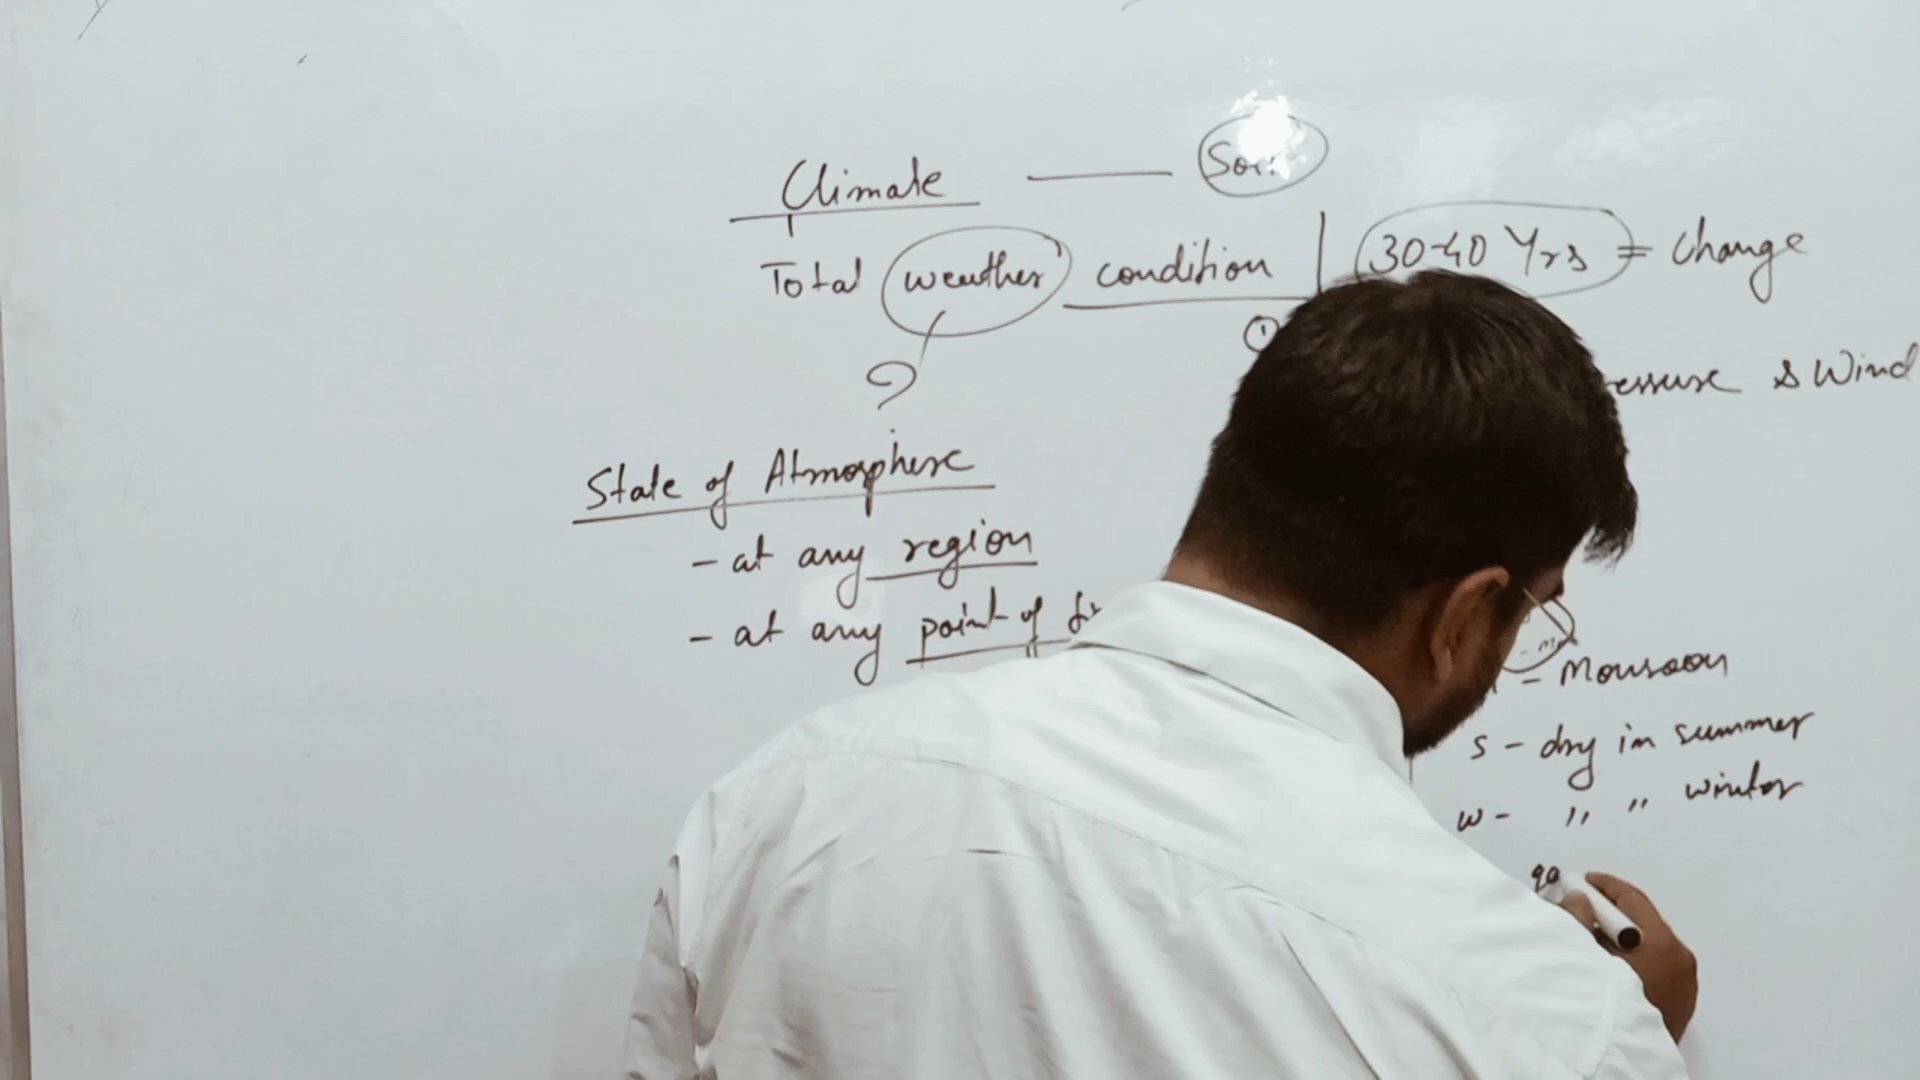 Climate —— Soil
Total weather condition | 30-40 Yrs = Change
①
& Wind
?
State of Atmosphere
- at any region
- at any point of
- Monsoon
s - dry in summer
w - " " winter